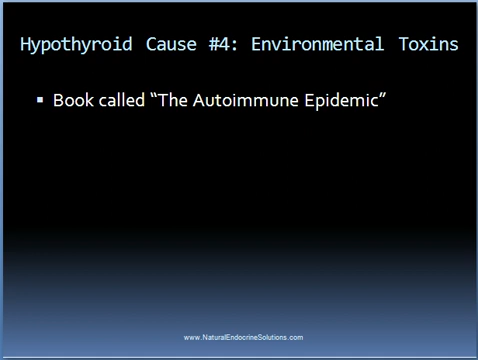 Hypothyroid Cause #4: Environmental Toxins
▪ Book called “The Autoimmune Epidemic”
www.NaturalEndocrineSolutions.com